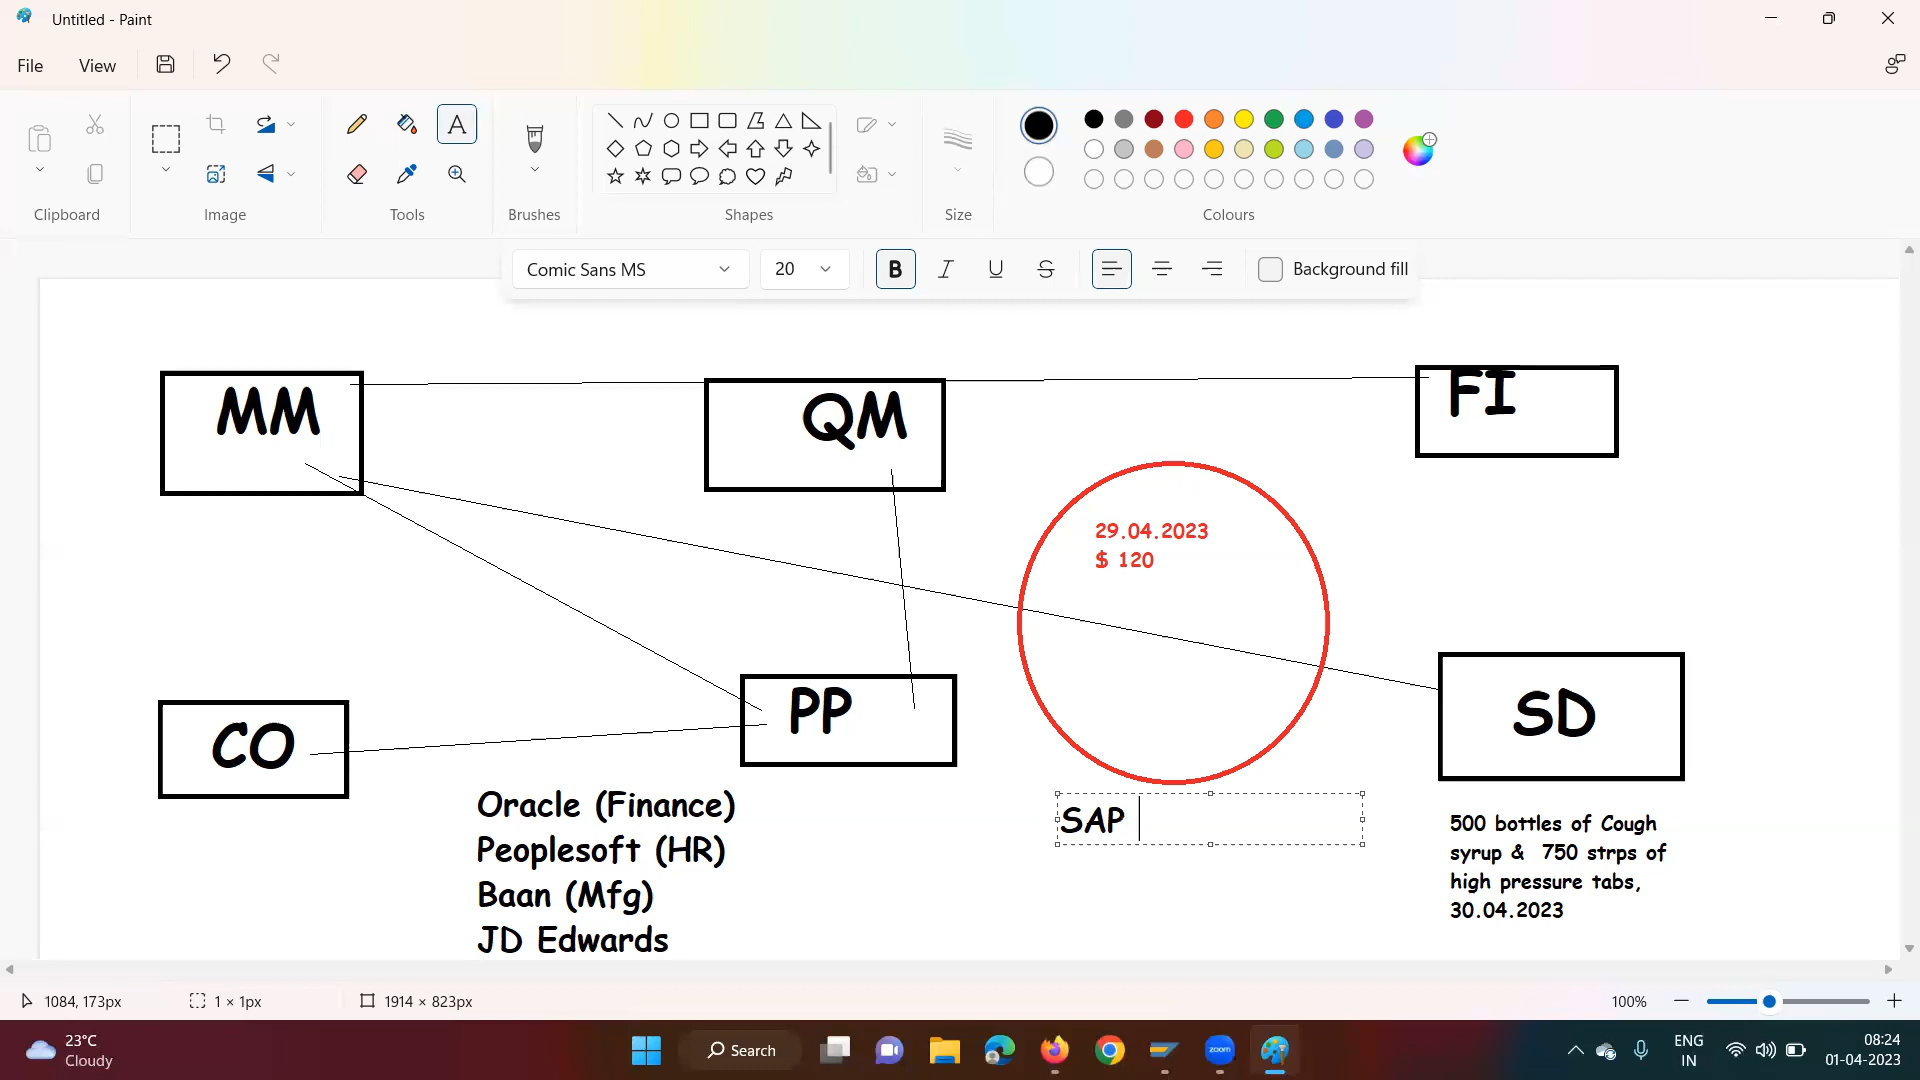 Untitled - Paint
File
View
Clipboard
Image
Tools
Brushes
Shapes
Size
Colours
Comic Sans MS
20
B
I
U
S
Background fill
MM
QM
FI
29.04.2023
$ 120
CO
PP
SD
Oracle (Finance)
Peoplesoft (HR)
Baan (Mfg)
JD Edwards
SAP
500 bottles of Cough
syrup & 750 strps of
high pressure tabs,
30.04.2023
1084, 173px
1 × 1px
1914 × 823px
100%
23°C
Cloudy
Search
zoom
ENG
IN
08:24
01-04-2023